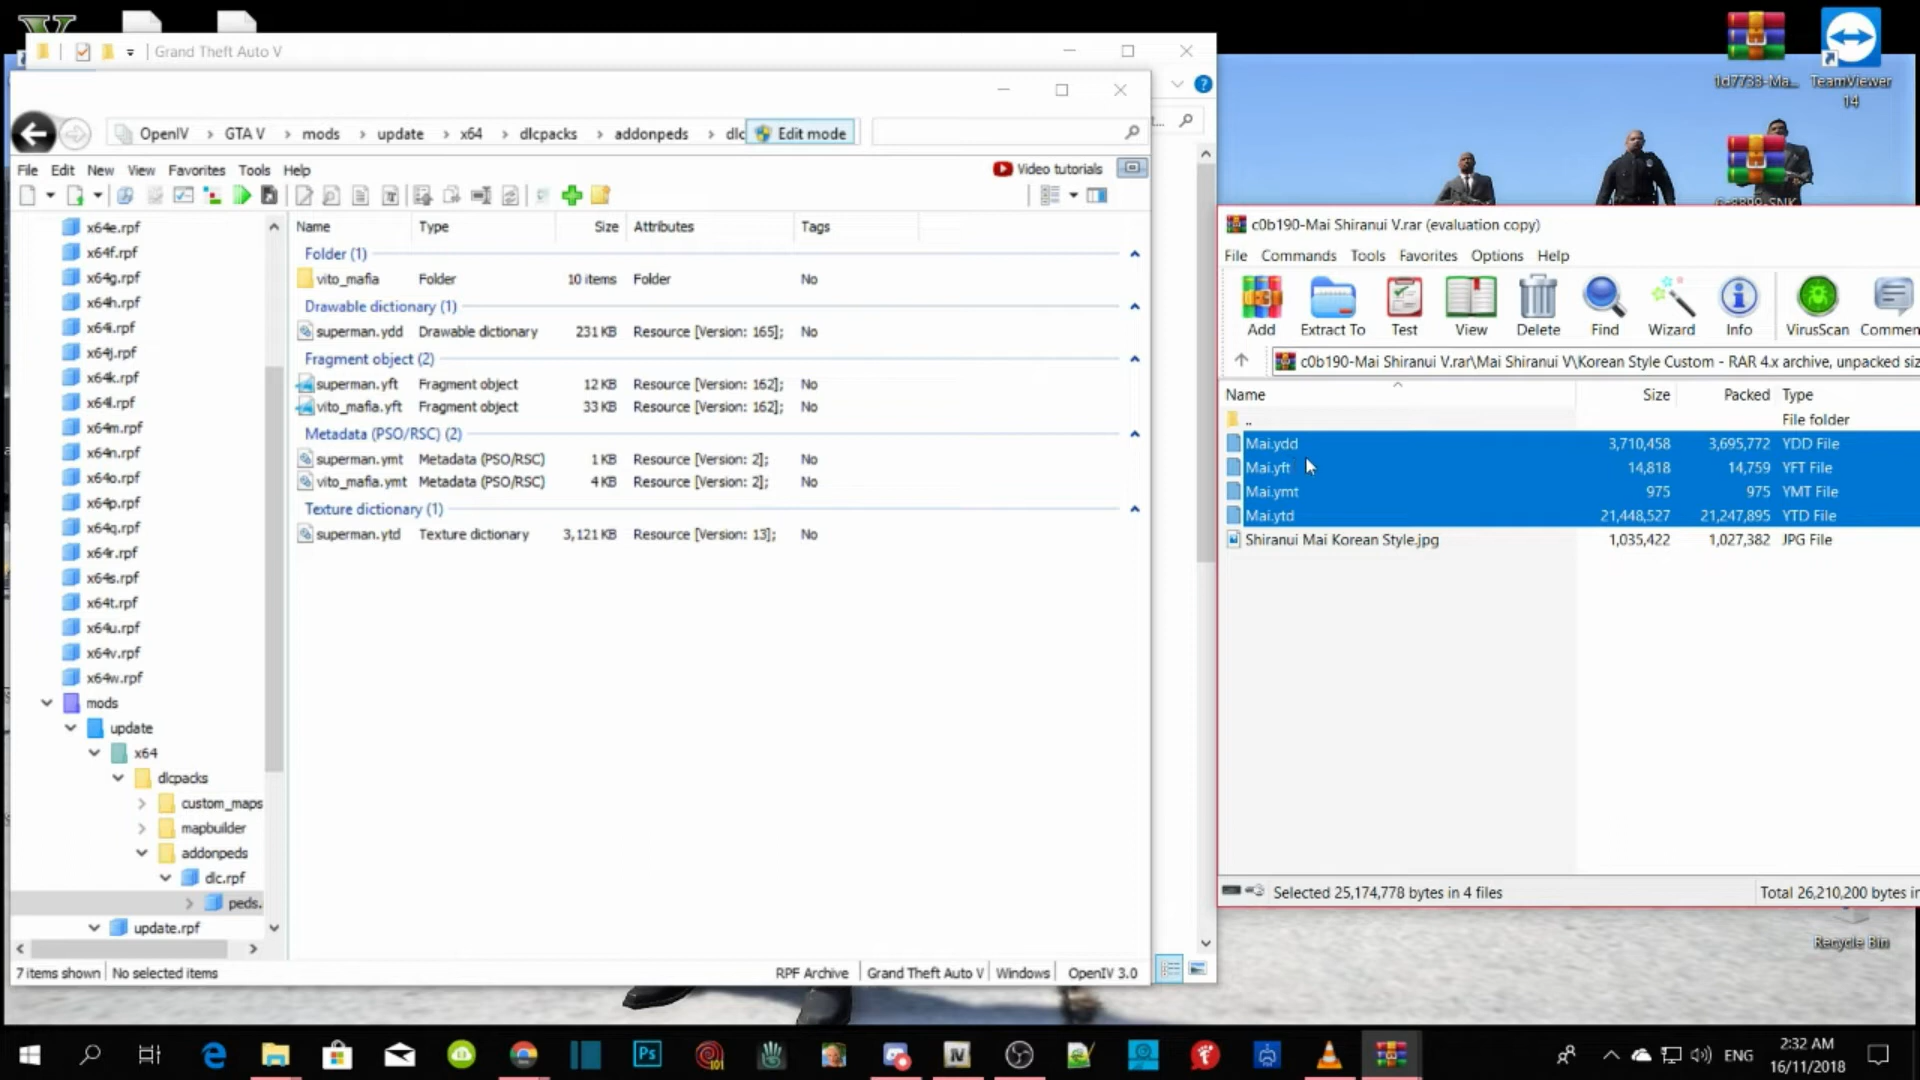 Grand Theft Auto V
OpenIV > GTA V > mods > update > x64 > dlcpacks > addonpeds > dlc
Edit mode
File Edit New View Favorites Tools Help
Video tutorials
x64e.rpf
x64f.rpf
x64g.rpf
x64h.rpf
x64i.rpf
x64j.rpf
x64k.rpf
x64l.rpf
x64m.rpf
x64n.rpf
x64o.rpf
x64p.rpf
x64q.rpf
x64r.rpf
x64s.rpf
x64t.rpf
x64u.rpf
x64v.rpf
x64w.rpf
mods
update
x64
dlcpacks
custom_maps
mapbuilder
addonpeds
dlc.rpf
peds.
update.rpf
Name Type Size Attributes Tags
Folder (1)
vito_mafia Folder 10 items Folder No
Drawable dictionary (1)
superman.ydd Drawable dictionary 231 KB Resource [Version: 165]; No
Fragment object (2)
superman.yft Fragment object 12 KB Resource [Version: 162]; No
vito_mafia.yft Fragment object 33 KB Resource [Version: 162]; No
Metadata (PSO/RSC) (2)
superman.ymt Metadata (PSO/RSC) 1 KB Resource [Version: 2]; No
vito_mafia.ymt Metadata (PSO/RSC) 4 KB Resource [Version: 2]; No
Texture dictionary (1)
superman.ytd Texture dictionary 3,121 KB Resource [Version: 13]; No
7 items shown No selected items RPF Archive Grand Theft Auto V Windows OpenIV 3.0
TeamViewer
14
c0b190-Mai Shiranui V.rar (evaluation copy)
File Commands Tools Favorites Options Help
Add Extract To Test View Delete Find Wizard Info VirusScan Commen
c0b190-Mai Shiranui V.rar\Mai Shiranui V\Korean Style Custom - RAR 4.x archive, unpacked siz
Name Size Packed Type
.. File folder
Mai.ydd 3,710,458 3,695,772 YDD File
Mai.yft 14,818 14,759 YFT File
Mai.ymt 975 975 YMT File
Mai.ytd 21,448,527 21,247,895 YTD File
Shiranui Mai Korean Style.jpg 1,035,422 1,027,382 JPG File
Selected 25,174,778 bytes in 4 files Total 26,210,200 bytes in
Recycle Bin
Ps
101
IV
ENG
2:32 AM
16/11/2018